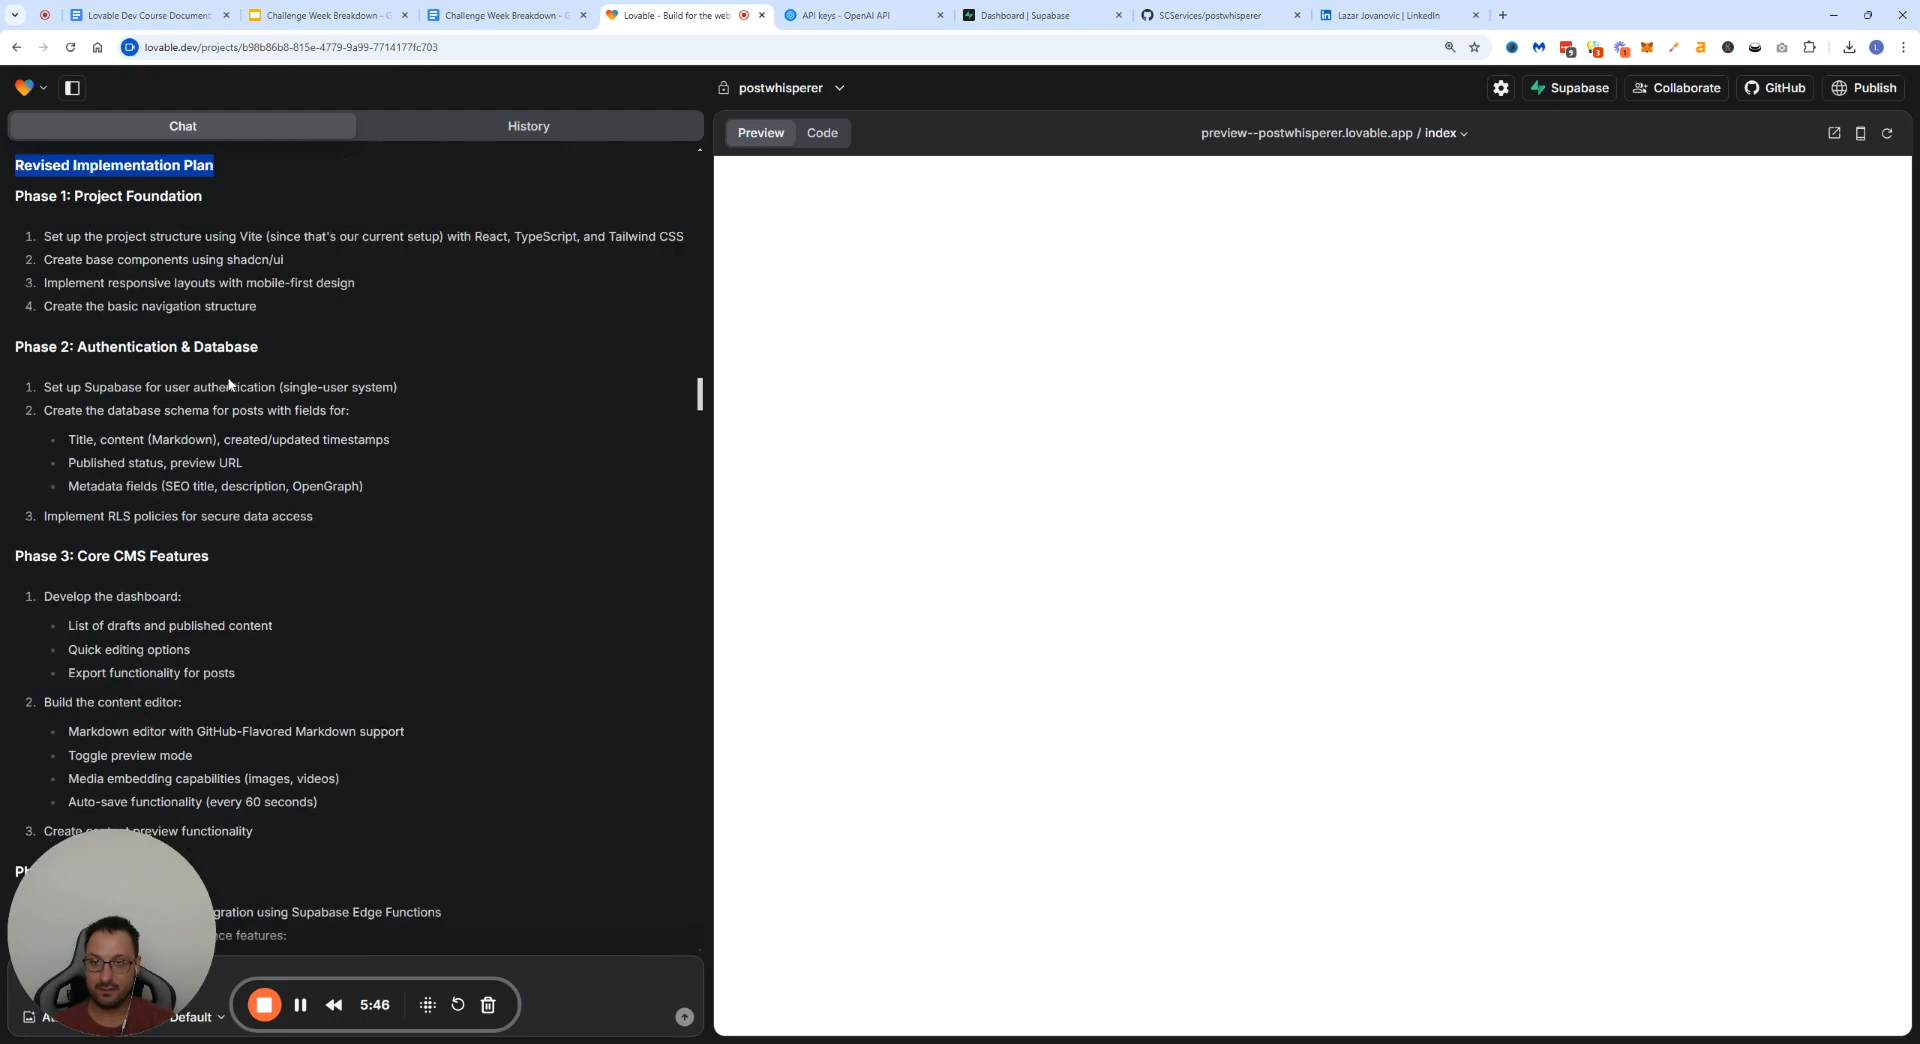 Lovable Dev Course Document
Challenge Week Breakdown - G
Challenge Week Breakdown - G
Lovable - Build for the web
API keys - OpenAI API
Dashboard | Supabase
SCServices/postwhisperer
Lazar Jovanovic | LinkedIn
lovable.dev/projects/b98b86b8-815e-4779-9a99-7714177fc703
postwhisperer
Supabase
Collaborate
GitHub
Publish
Chat
History
Preview
Code
preview--postwhisperer.lovable.app / index
Revised Implementation Plan
Phase 1: Project Foundation
1. Set up the project structure using Vite (since that's our current setup) with React, TypeScript, and Tailwind CSS
2. Create base components using shadcn/ui
3. Implement responsive layouts with mobile-first design
4. Create the basic navigation structure
Phase 2: Authentication & Database
1. Set up Supabase for user authentication (single-user system)
2. Create the database schema for posts with fields for:
Title, content (Markdown), created/updated timestamps
Published status, preview URL
Metadata fields (SEO title, description, OpenGraph)
3. Implement RLS policies for secure data access
Phase 3: Core CMS Features
1. Develop the dashboard:
List of drafts and published content
Quick editing options
Export functionality for posts
2. Build the content editor:
Markdown editor with GitHub-Flavored Markdown support
Toggle preview mode
Media embedding capabilities (images, videos)
Auto-save functionality (every 60 seconds)
3. Create preview functionality
using Supabase Edge Functions
features:
5:46
Default